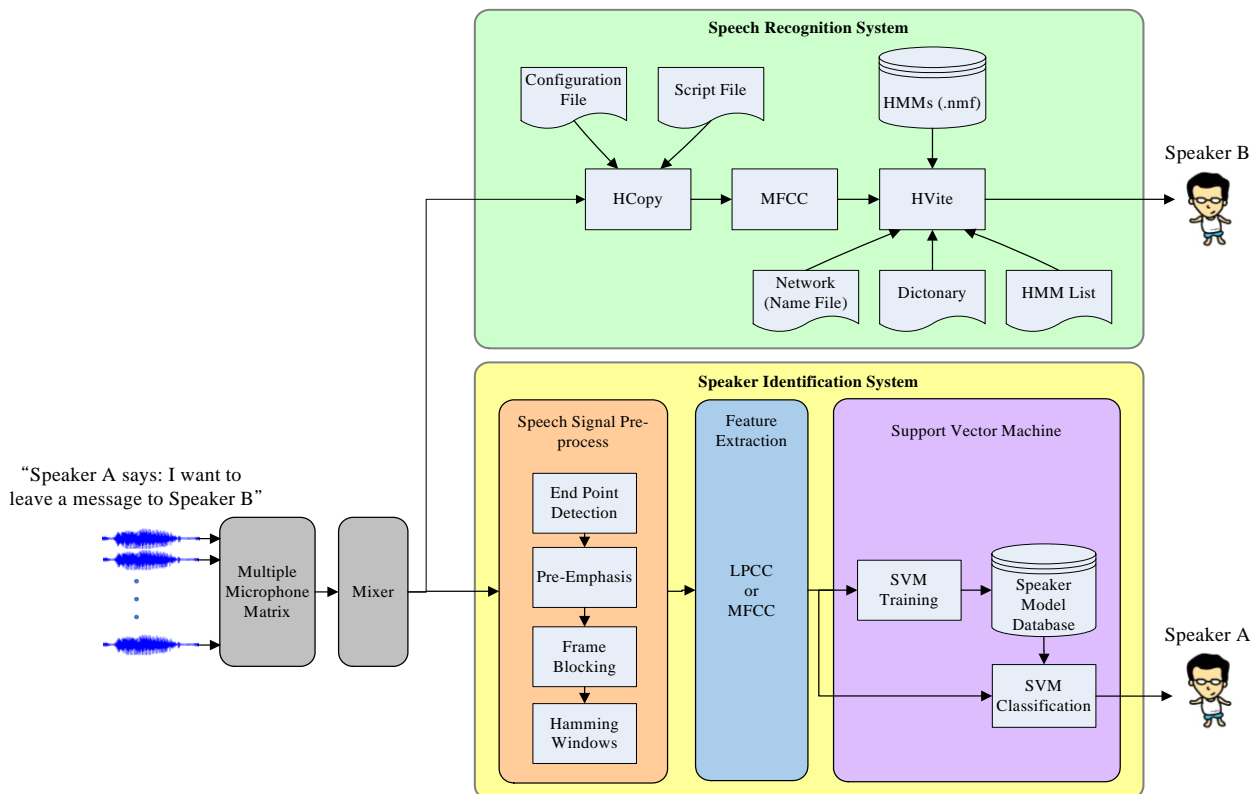 Speech Recognition System
Configuration
File
Script File
HMMs (.nmf)
HCopy
MFCC
HVite
Network
(Name File)
Dictonary
HMM List
Speaker B
Speaker Identification System
Speech Signal Pre-
process
End Point
Detection
Pre-Emphasis
Frame
Blocking
Hamming
Windows
Feature
Extraction
LPCC
or
MFCC
Support Vector Machine
SVM
Training
Speaker
Model
Database
SVM
Classification
Speaker A
“Speaker A says: I want to
leave a message to Speaker B”
Multiple
Microphone
Matrix
Mixer